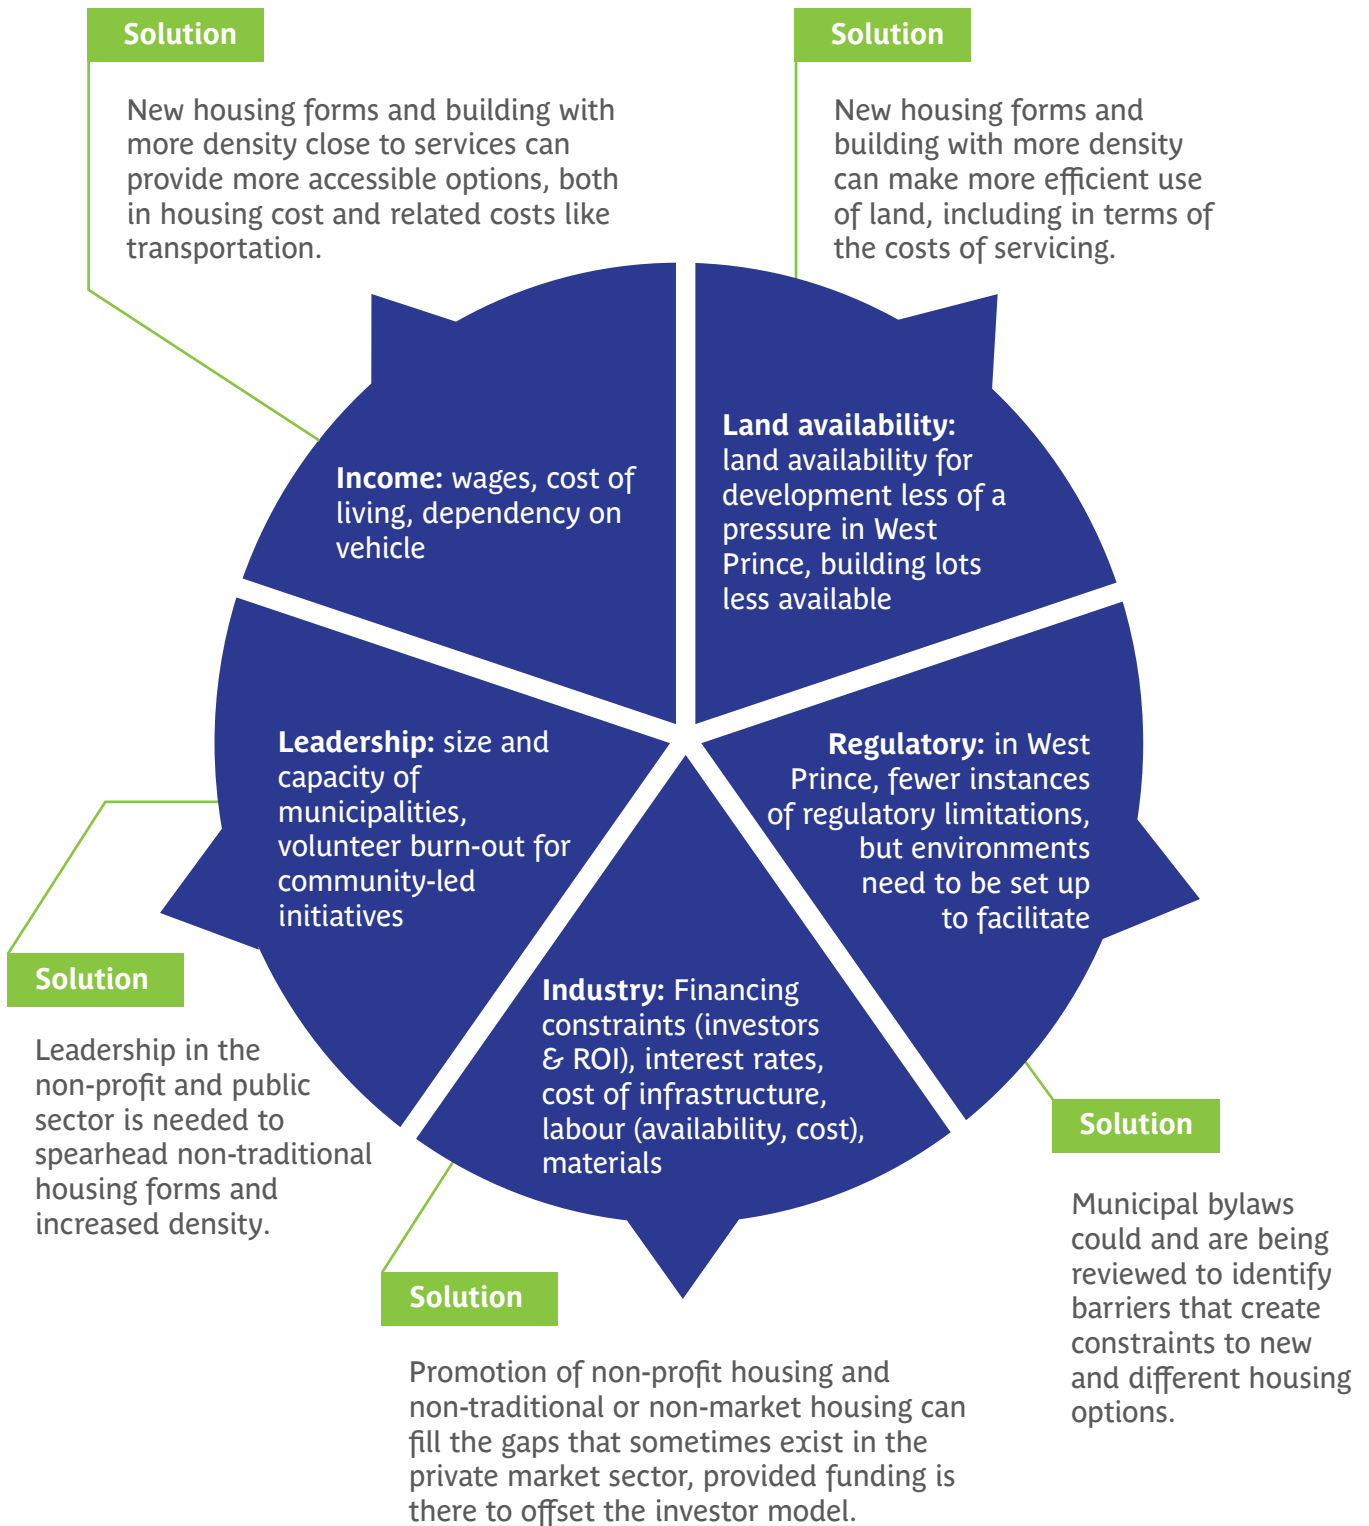 Solution
New housing forms and building with
more density close to services can
provide more accessible options, both
in housing cost and related costs like
transportation.
Solution
New housing forms and
building with more density
can make more efficient use
of land, including in terms of
the costs of servicing.
Income: wages, cost of
living, dependency on
vehicle
Land availability:
land availability for
development less of a
pressure in West
Prince, building lots
less available
Leadership: size and
capacity of
municipalities,
volunteer burn-out for
community-led
initiatives
Regulatory: in West
Prince, fewer instances
of regulatory limitations,
but environments
need to be set up
to facilitate
Industry: Financing
constraints (investors
& ROI), interest rates,
cost of infrastructure,
labour (availability, cost),
materials
Solution
Leadership in the
non-profit and public
sector is needed to
spearhead non-traditional
housing forms and
increased density.
Solution
Municipal bylaws
could and are being
reviewed to identify
barriers that create
constraints to new
and different housing
options.
Solution
Promotion of non-profit housing and
non-traditional or non-market housing can
fill the gaps that sometimes exist in the
private market sector, provided funding is
there to offset the investor model.